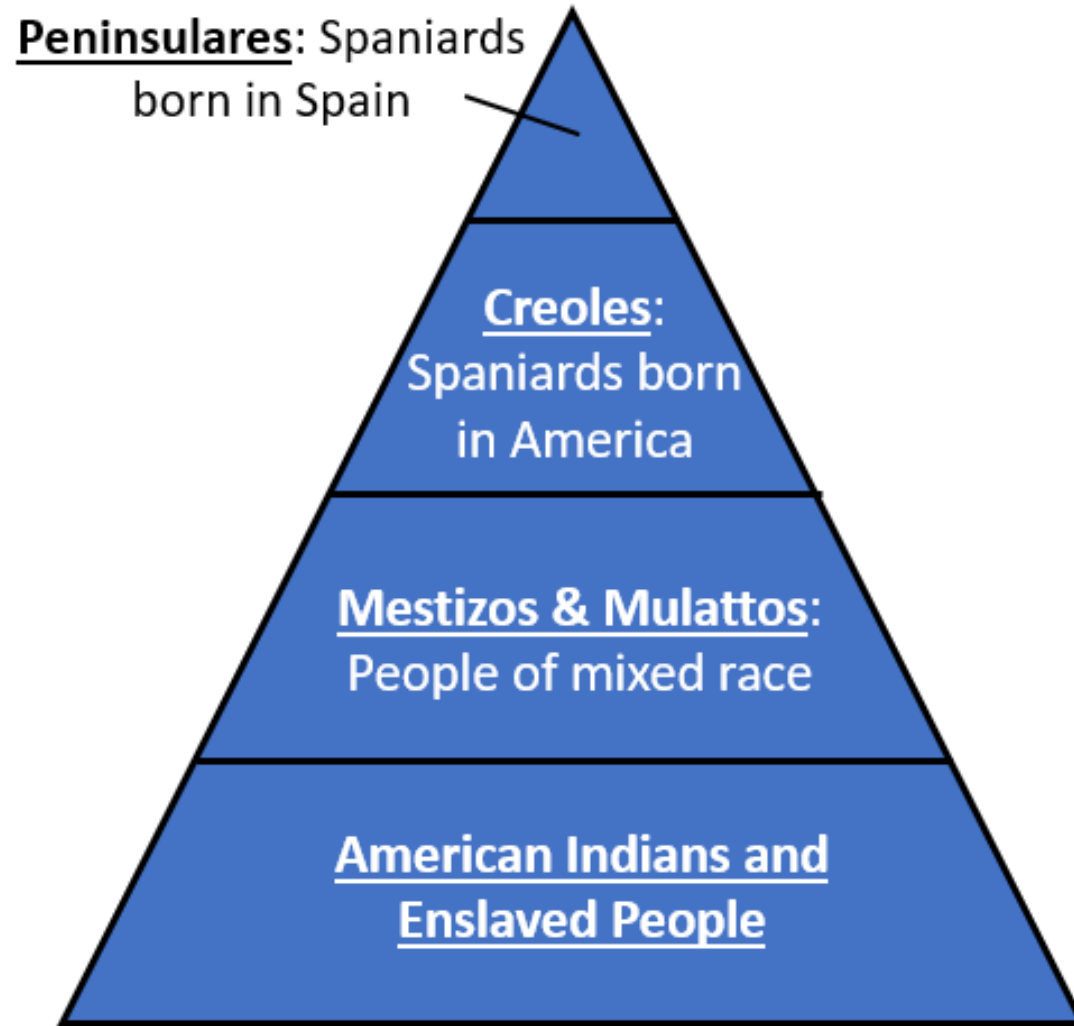 Peninsulares: Spaniards
born in Spain
Creoles:
Spaniards born
in America
Mestizos & Mulattos:
People of mixed race
American Indians and
Enslaved People